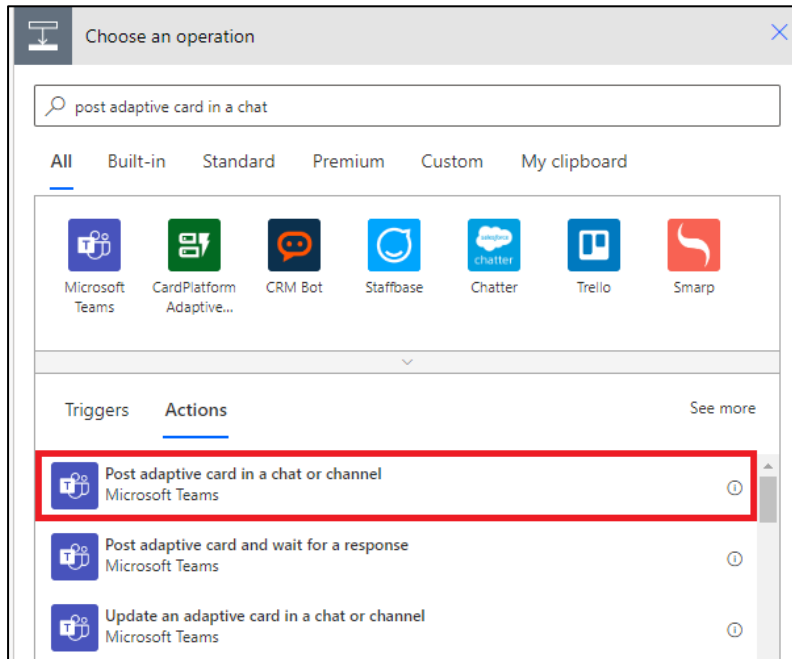 Choose an operation
post adaptive card in a chat
All Built-in Standard Premium Custom My clipboard
Microsoft Teams
CardPlatform Adaptive...
CRM Bot
Staffbase
salesforce
chatter
Chatter
Trello
Smarp
Triggers Actions See more
Post adaptive card in a chat or channel
Microsoft Teams
Post adaptive card and wait for a response
Microsoft Teams
Update an adaptive card in a chat or channel
Microsoft Teams